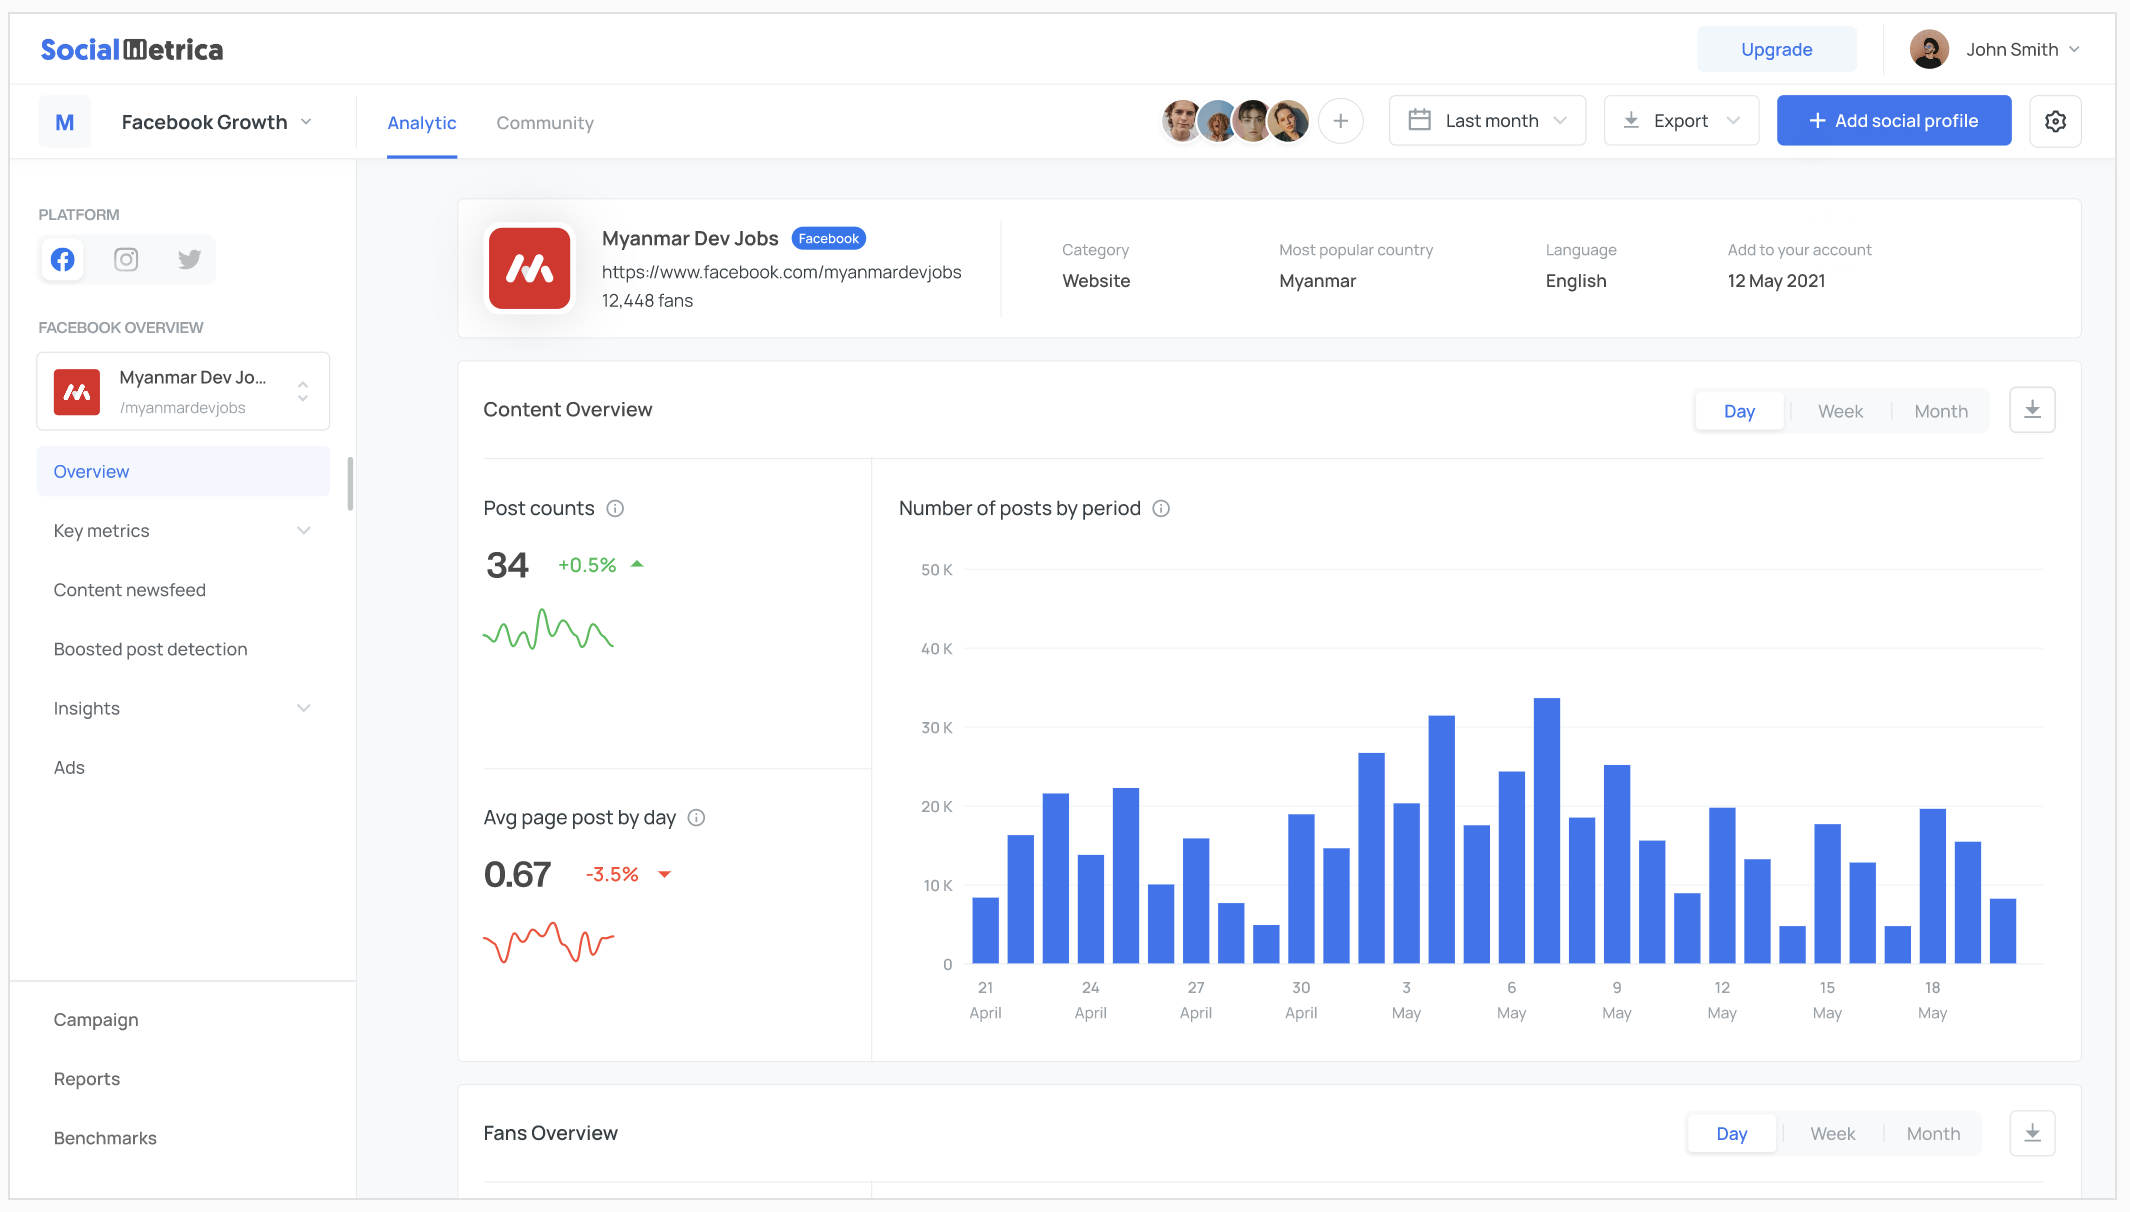 SocialMetrica
Upgrade
John Smith
M
Facebook Growth
Analytic
Community
Last month
Export
Add social profile
PLATFORM
FACEBOOK OVERVIEW
Myanmar Dev Jo...
/myanmardevjobs
Overview
Key metrics
Content newsfeed
Boosted post detection
Insights
Ads
Campaign
Reports
Benchmarks
Myanmar Dev Jobs Facebook
https://www.facebook.com/myanmardevjobs
12,448 fans
Category
Website
Most popular country
Myanmar
Language
English
Add to your account
12 May 2021
Content Overview
Day Week Month
Post counts
34 +0.5%
Avg page post by day
0.67 -3.5%
Number of posts by period
50 K
40 K
30 K
20 K
10 K
0
21 24 27 30 3 6 9 12 15 18
April April April April May May May May May May
Fans Overview
Day Week Month